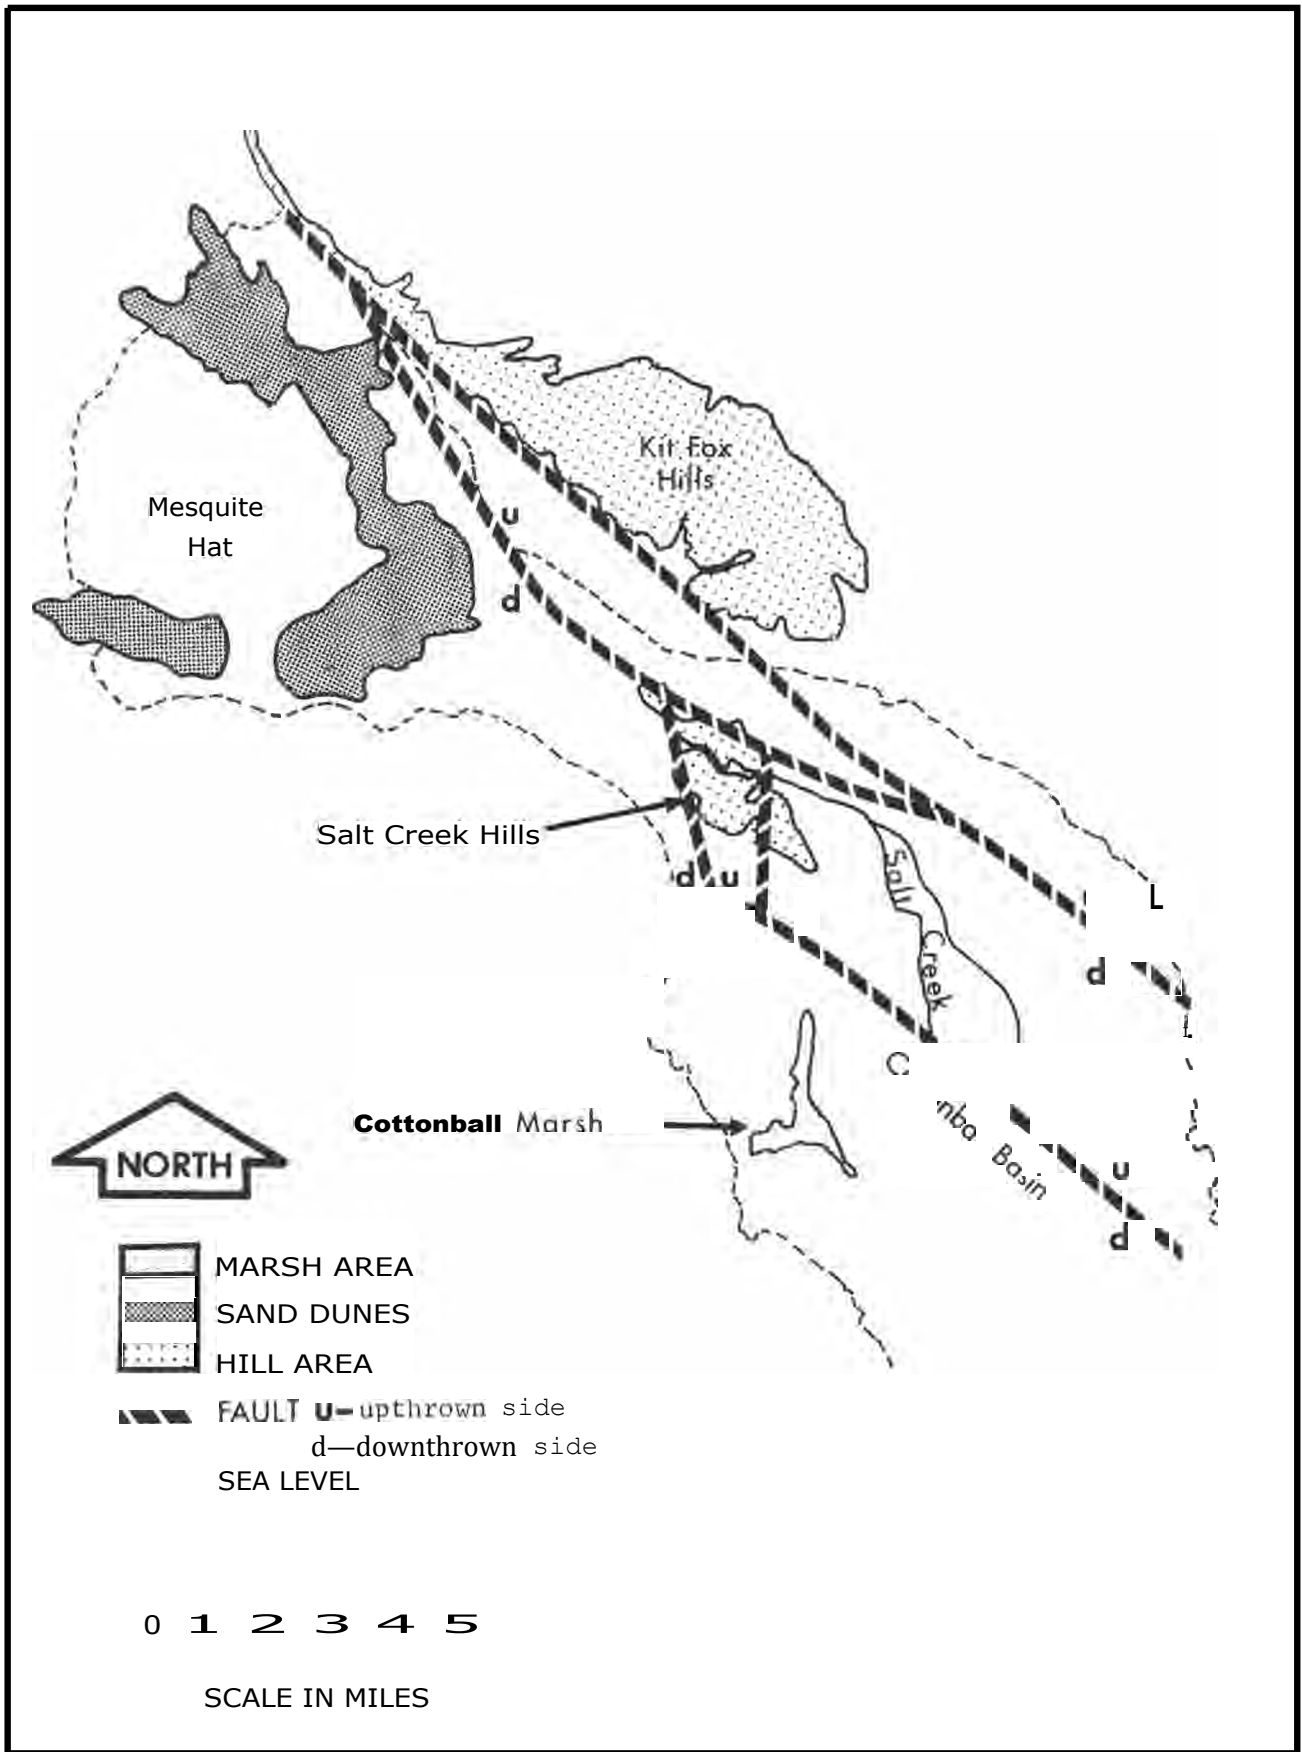 Kit Fox
Hills
Mesquite
Hat
u
d
Salt Creek Hills
d u
L
Salt
Creek
d
C
Cottonball Marsh
nba
Basin
u
d
NORTH
MARSH AREA
SAND DUNES
HILL AREA
FAULT u—upthrown side
d—downthrown side
SEA LEVEL
0 1 2 3 4 5
SCALE IN MILES